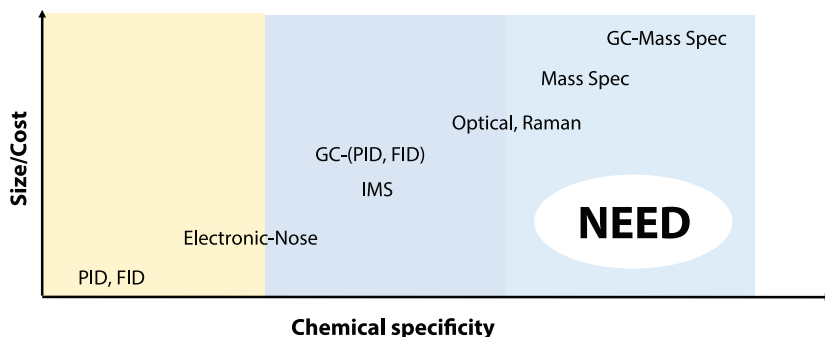 GC-Mass Spec
Mass Spec
Optical, Raman
GC-(PID, FID)
IMS
NEED
Electronic-Nose
PID, FID
Size/Cost
Chemical specificity